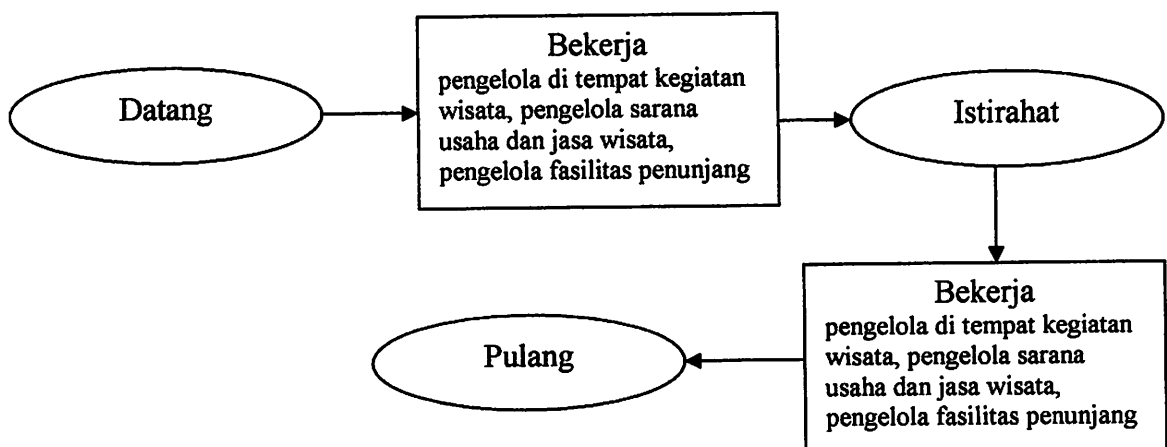 Datang
Bekerja
pengelola di tempat kegiatan
wisata, pengelola sarana
usaha dan jasa wisata,
pengelola fasilitas penunjang
Istirahat
Bekerja
pengelola di tempat kegiatan
wisata, pengelola sarana
usaha dan jasa wisata,
pengelola fasilitas penunjang
Pulang